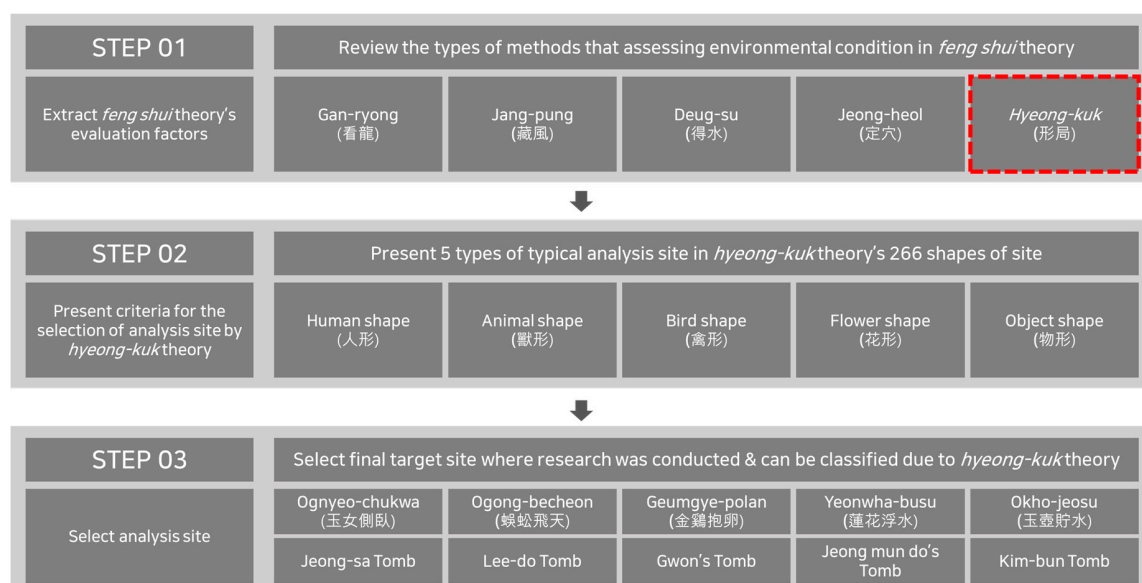 STEP 01
Review the types of methods that assessing environmental condition in feng shui theory
Extract feng shui theory's
evaluation factors
Gan-ryong
(看龍)
Jang-pung
(藏風)
Deug-su
(得水)
Jeong-heol
(定穴)
Hyeong-kuk
(形局)
STEP 02
Present 5 types of typical analysis site in hyeong-kuk theory's 266 shapes of site
Present criteria for the
selection of analysis site by
hyeong-kuk theory
Human shape
(人形)
Animal shape
(獸形)
Bird shape
(禽形)
Flower shape
(花形)
Object shape
(物形)
STEP 03
Select final target site where research was conducted & can be classified due to hyeong-kuk theory
Select analysis site
Ognyeo-chukwa
(玉女側臥)
Ogong-becheon
(蜈蚣飛天)
Geumgye-polan
(金鷄抱卵)
Yeonwha-busu
(蓮花浮水)
Okho-jeosu
(玉壺貯水)
Jeong-sa Tomb
Lee-do Tomb
Gwon's Tomb
Jeong mun do's
Tomb
Kim-bun Tomb